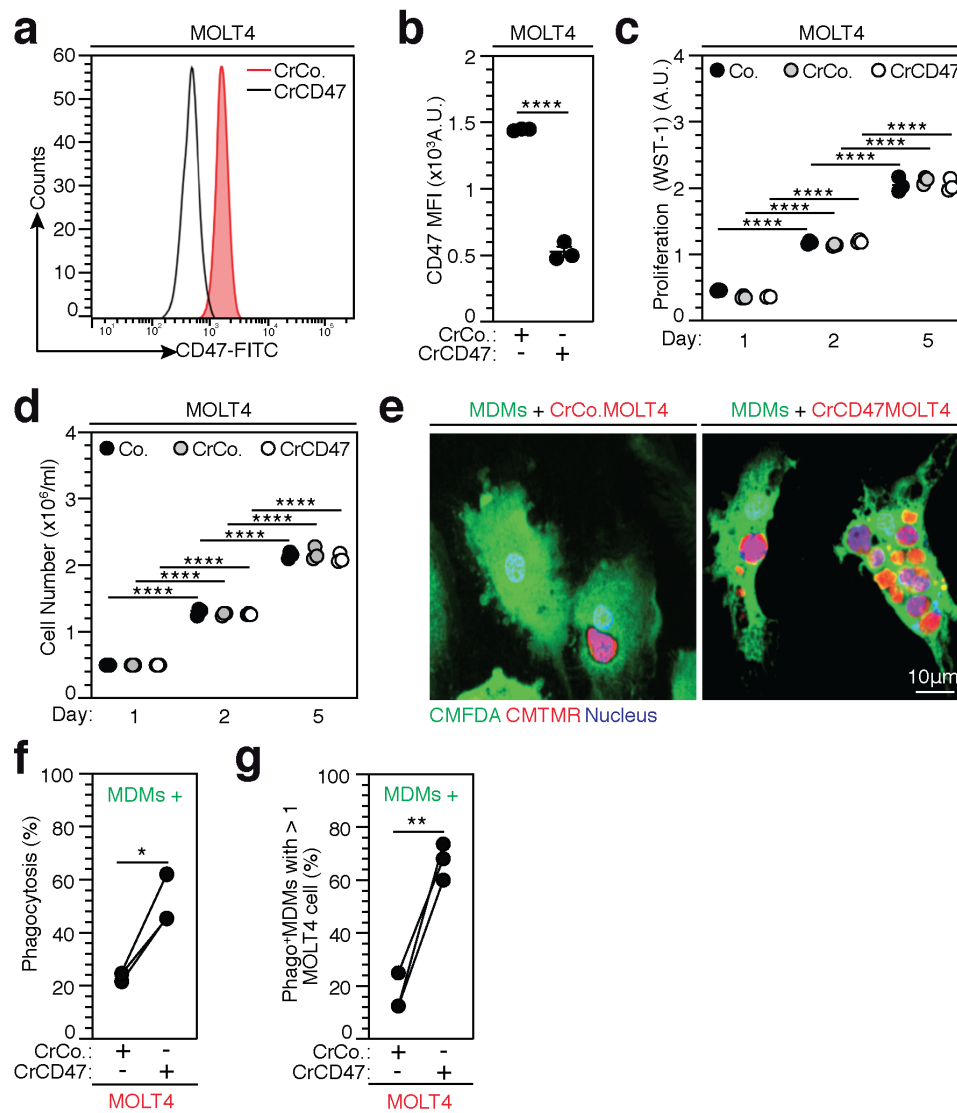 a
MOLT4
60
50
40
30
20
10
0
Counts
CrCo.
CrCD47
10¹ 10² 10³ 10⁴ 10⁵
CD47-FITC
b
MOLT4
2
1.5
1
0.5
0
CD47 MFI (x10³A.U.)
****
CrCo.: + -
CrCD47: - +
c
MOLT4
4
3
2
1
0
Proliferation (WST-1) (A.U.)
Co. CrCo. CrCD47
****
****
****
****
****
****
Day: 1 2 5
d
MOLT4
4
3
2
1
0
Cell Number (x10⁶/ml)
Co. CrCo. CrCD47
****
****
****
****
****
****
Day: 1 2 5
e
MDMs + CrCo.MOLT4
MDMs + CrCD47MOLT4
10µm
CMFDA CMTMR Nucleus
f
100
80
60
40
20
0
Phagocytosis (%)
MDMs +
*
CrCo.: + -
CrCD47: - +
MOLT4
g
100
80
60
40
20
0
Phago⁺MDMs with > 1
MOLT4 cell (%)
MDMs +
**
CrCo.: + -
CrCD47: - +
MOLT4